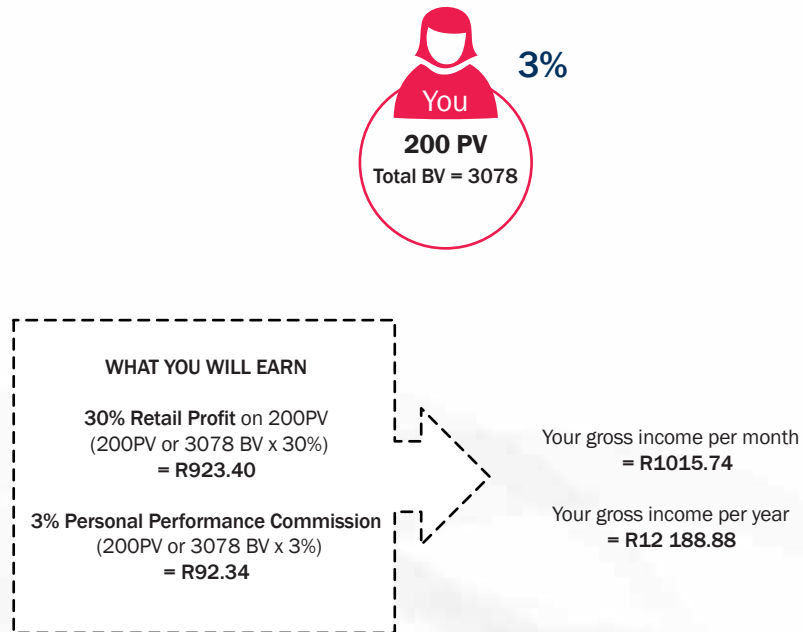 3%
You
200 PV
Total BV = 3078
WHAT YOU WILL EARN
30% Retail Profit on 200PV
(200PV or 3078 BV x 30%)
= R923.40
3% Personal Performance Commission
(200PV or 3078 BV x 3%)
= R92.34
Your gross income per month
= R1015.74
Your gross income per year
= R12 188.88